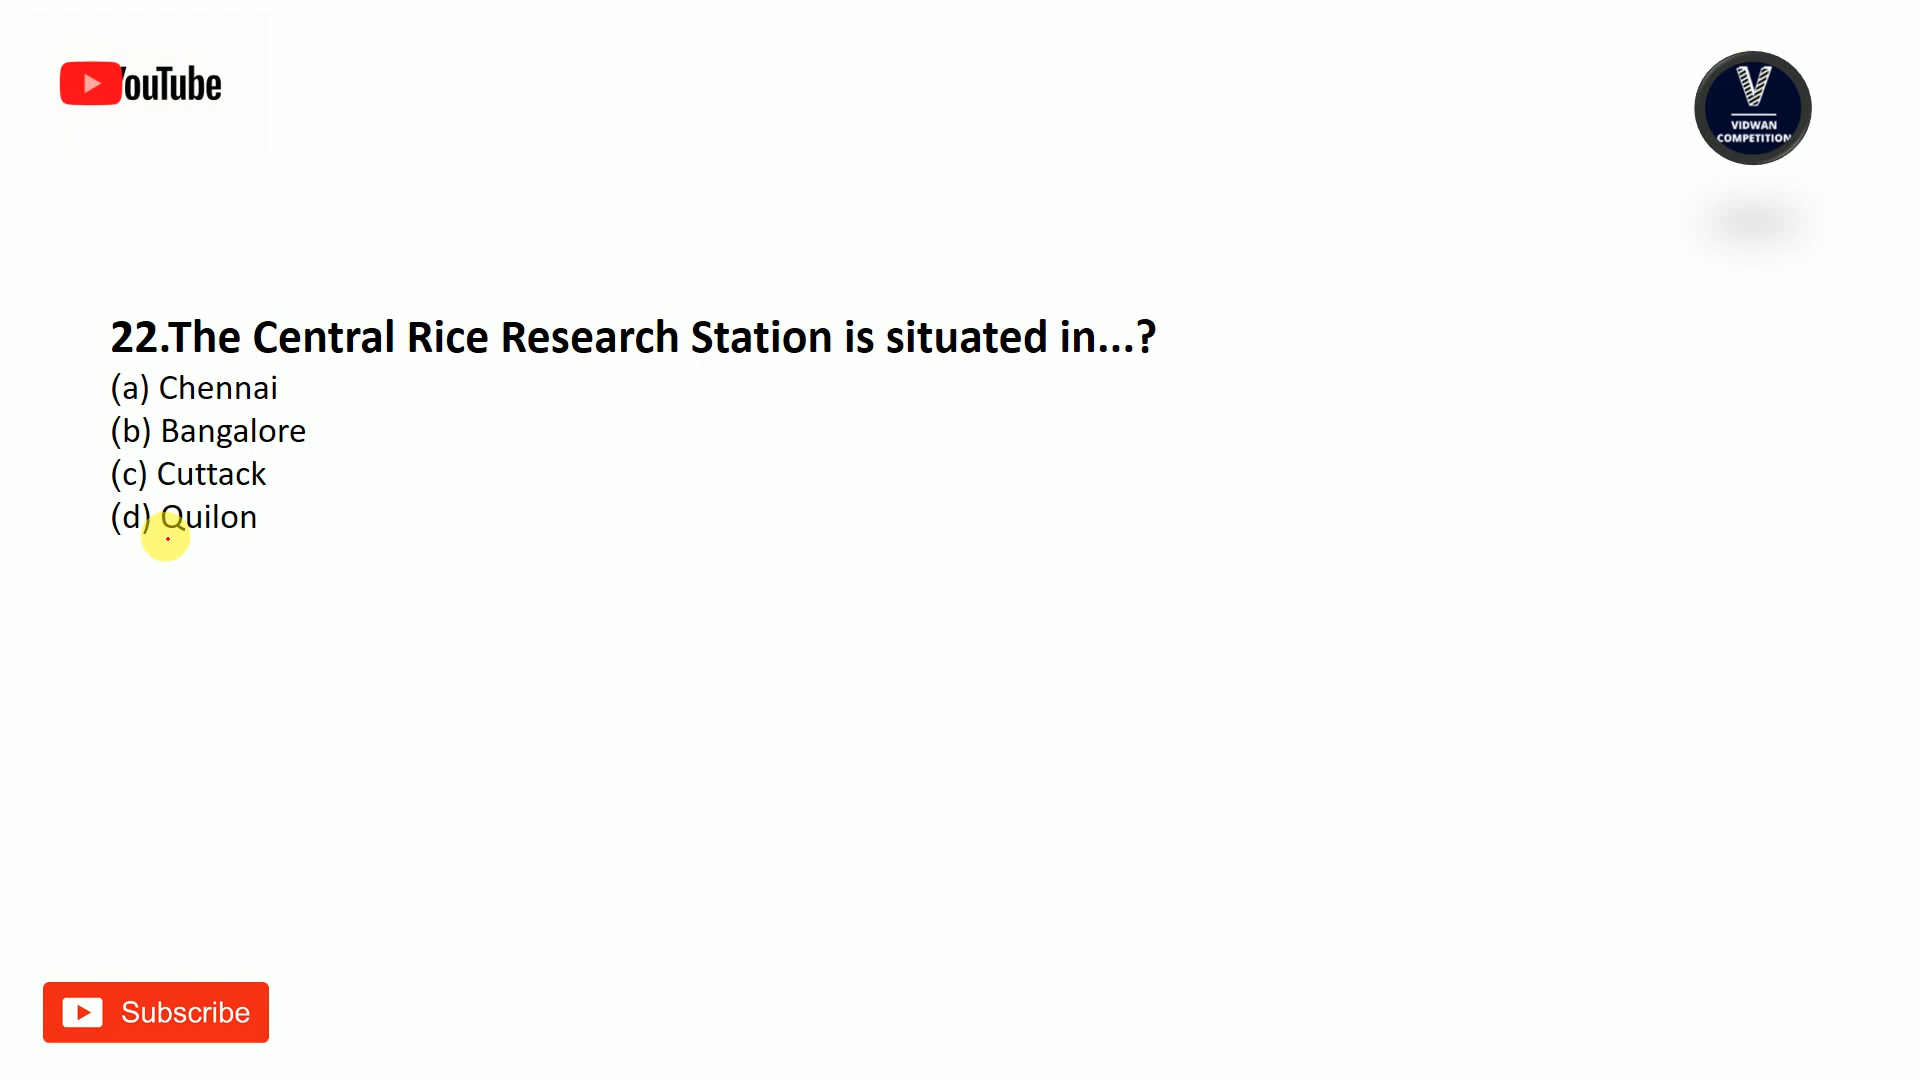 YouTube
V
VIDWAN
COMPETITION
22.The Central Rice Research Station is situated in...?
(a) Chennai
(b) Bangalore
(c) Cuttack
(d) Quilon
Subscribe